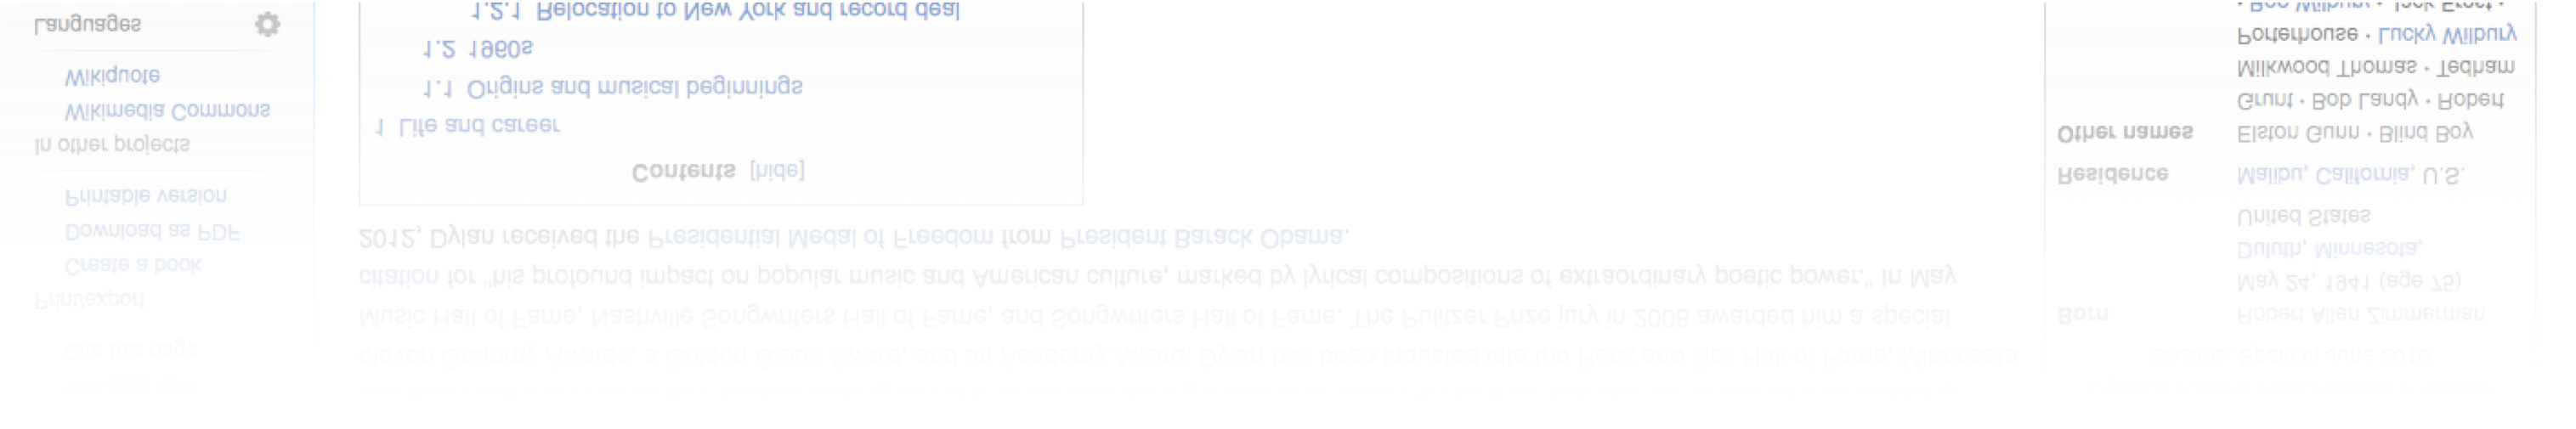 Languages
Wikiquote
Wikimedia Commons
In other projects
Printable version
Download as PDF
Create a book
Print/export
Cite this page
1.2.1 Relocation to New York and record deal
1.2 1960s
1.1 Origins and musical beginnings
1 Life and career
Contents [hide]
2012, Dylan received the Presidential Medal of Freedom from President Barack Obama.
citation for "his profound impact on popular music and American culture, marked by lyrical compositions of extraordinary poetic power." In May
Music Hall of Fame, Nashville Songwriters Hall of Fame, and Songwriters Hall of Fame. The Pulitzer Prize jury in 2008 awarded him a special
eleven Grammy Awards, a Golden Globe Award, and an Academy Award. Dylan has been inducted into the Rock and Roll Hall of Fame, Minnesota
• Boo Wilbury • Jack Frost •
Porterhouse • Lucky Wilbury
Milkwood Thomas • Tedham
Grunt • Bob Landy • Robert
Other names Elston Gunn • Blind Boy
Residence Malibu, California, U.S.
United States
Duluth, Minnesota,
May 24, 1941 (age 75)
Born Robert Allen Zimmerman
Spain in June 2010